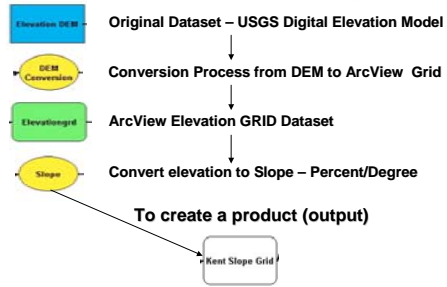 Elevation DEM
Original Dataset – USGS Digital Elevation Model
DEM
Conversion
Conversion Process from DEM to ArcView Grid
Elevationgrd
ArcView Elevation GRID Dataset
Slope
Convert elevation to Slope – Percent/Degree
To create a product (output)
Kent Slope Grid